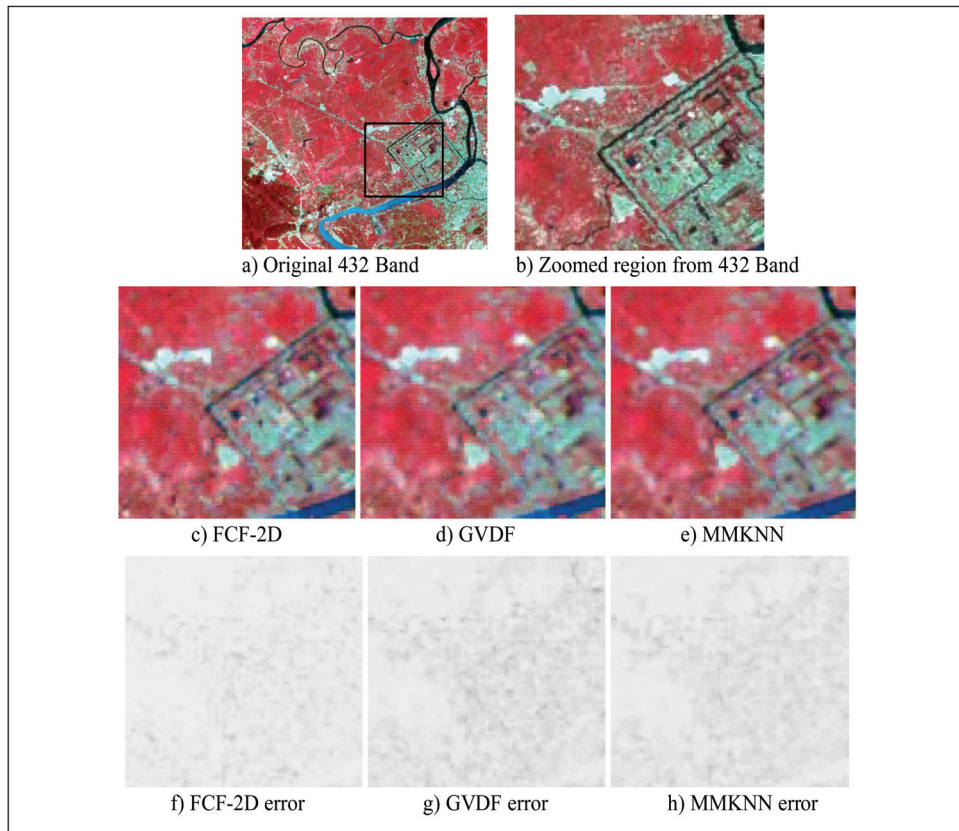 a) Original 432 Band
b) Zoomed region from 432 Band
c) FCF-2D
d) GVDF
e) MMKNN
f) FCF-2D error
g) GVDF error
h) MMKNN error